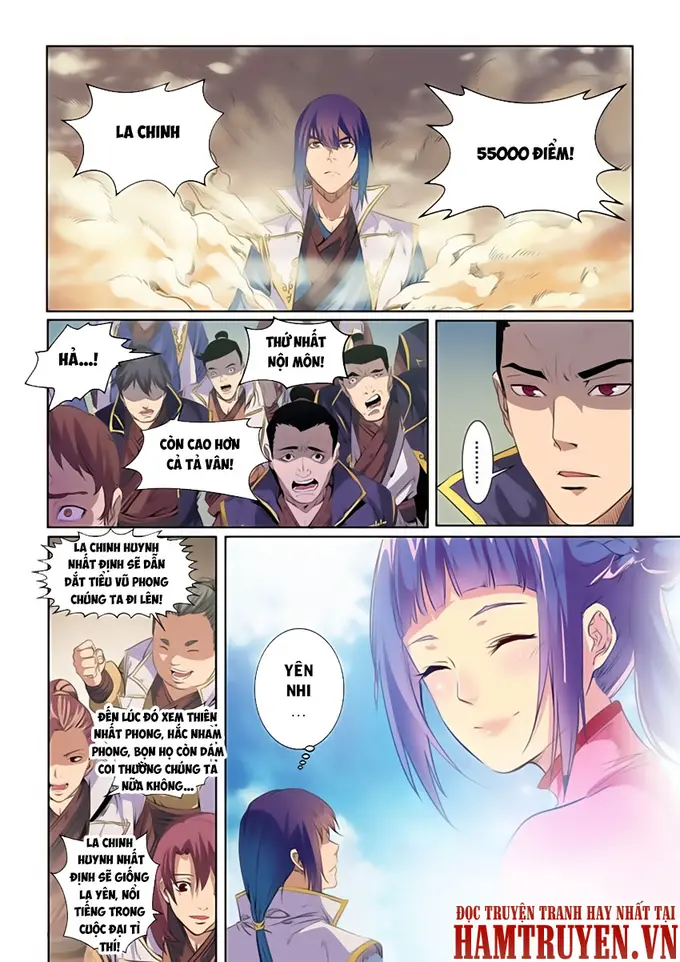 LA CHINH
55000 ĐIỂM!
HẢ...!
THỨ NHẤT
NỘI MÔN!
CÒN CAO HƠN
CẢ TẢ VÂN!
.......
LA CHINH HUYNH
NHẤT ĐỊNH SẼ DẪN
DẮT TIỂU VŨ PHONG
CHÚNG TA ĐI LÊN!
ĐẾN LÚC ĐÓ XEM THIÊN
NHẤT PHONG, HẮC NHAM
PHONG, BỌN HỌ CÒN DÁM
COI THƯỜNG CHÚNG TA
NỮA KHÔNG...
LA CHINH
HUYNH NHẤT
ĐỊNH SẼ GIỐNG
LA YÊN, NỔI
TIẾNG TRONG
CUỘC ĐẠI TỈ
THÍ!
YÊN
NHI
...
ĐỌC TRUYỆN TRANH HAY NHẤT TẠI
HAMTRUYEN.VN